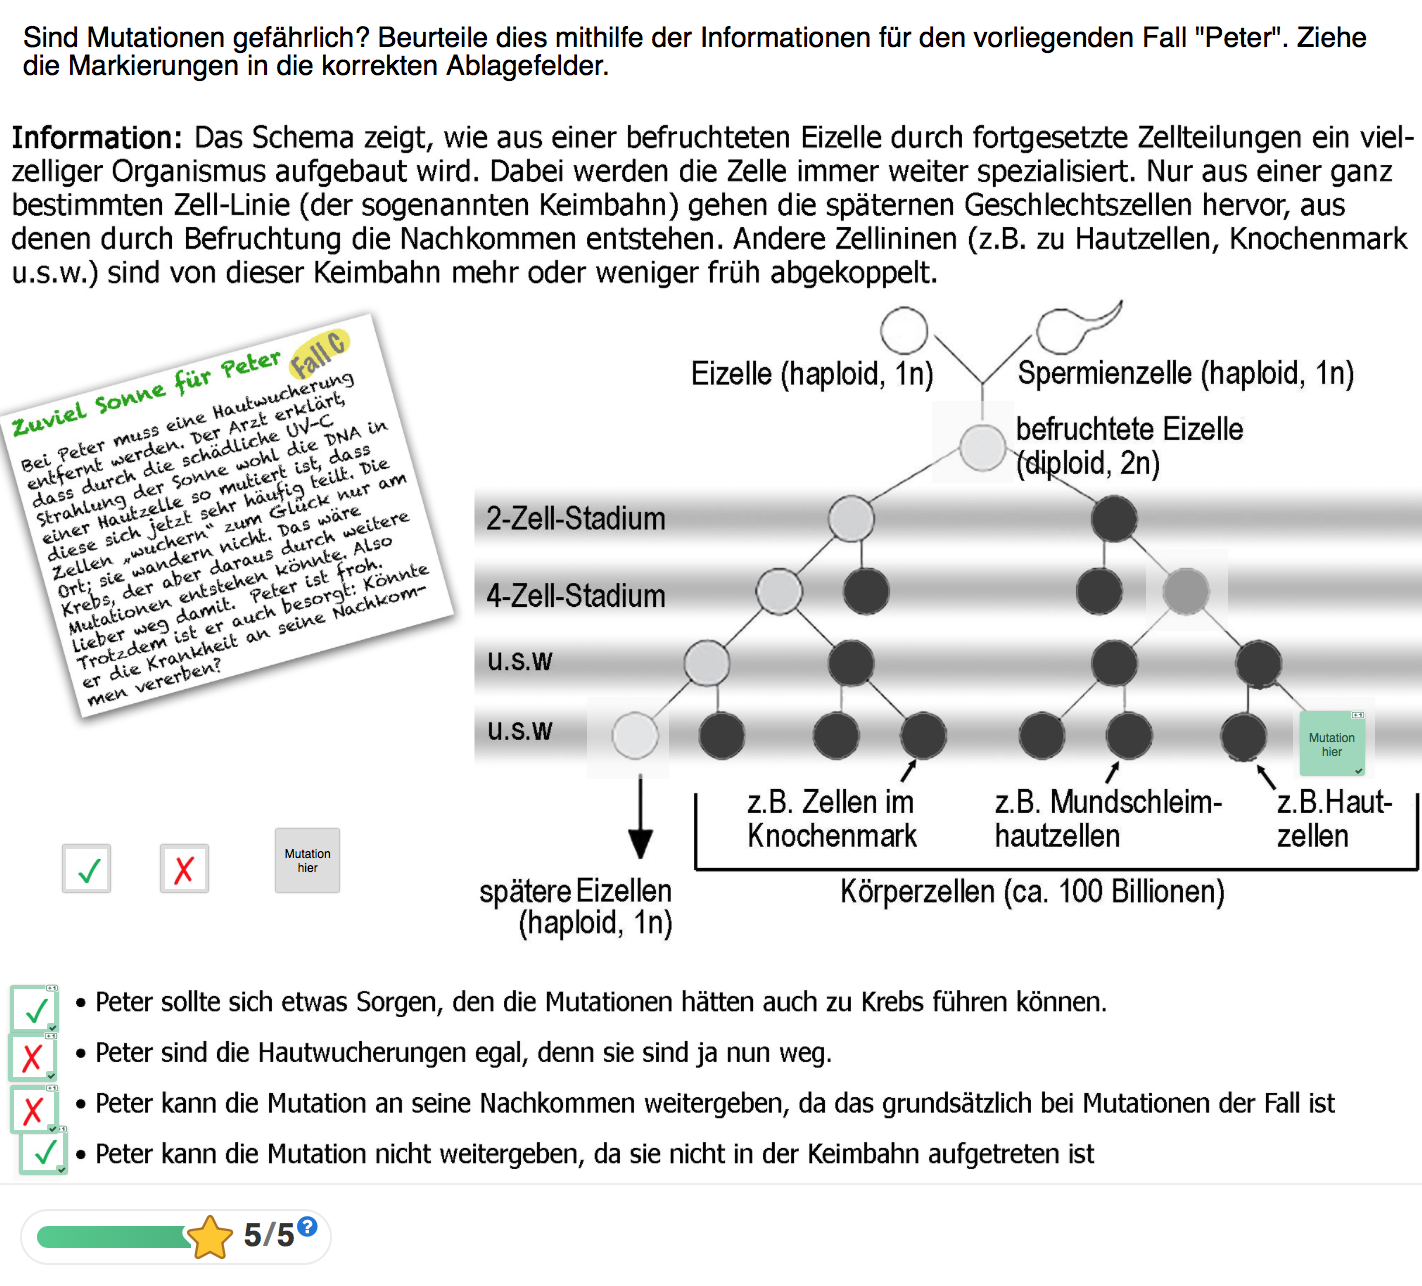 Sind Mutationen gefährlich? Beurteile dies mithilfe der Informationen für den vorliegenden Fall "Peter". Ziehe
die Markierungen in die korrekten Ablagefelder.
Information: Das Schema zeigt, wie aus einer befruchteten Eizelle durch fortgesetzte Zellteilungen ein viel-
zelliger Organismus aufgebaut wird. Dabei werden die Zelle immer weiter spezialisiert. Nur aus einer ganz
bestimmten Zell-Linie (der sogenannten Keimbahn) gehen die späternen Geschlechtszellen hervor, aus
denen durch Befruchtung die Nachkommen entstehen. Andere Zellininen (z.B. zu Hautzellen, Knochenmark
u.s.w.) sind von dieser Keimbahn mehr oder weniger früh abgekoppelt.
Zuviel Sonne für Peter Fall C
Bei Peter muss eine Hautwucherung
entfernt werden. Der Arzt erklärt,
dass durch die schädliche UV-C
Strahlung der Sonne wohl die DNA in
einer Hautzelle so mutiert ist, dass
diese sich jetzt sehr häufig teilt. Die
Zellen „wuchern" zum Glück nur am
Ort; sie wandern nicht. Das wäre
Krebs, der aber daraus durch weitere
Mutationen entstehen könnte. Also
lieber weg damit. Peter ist froh.
Trotzdem ist er auch besorgt: Könnte
er die Krankheit an seine Nachkom-
men vererben?
Eizelle (haploid, 1n)
Spermienzelle (haploid, 1n)
befruchtete Eizelle
(diploid, 2n)
2-Zell-Stadium
4-Zell-Stadium
u.s.w
u.s.w
Mutation
hier
z.B. Zellen im
Knochenmark
z.B. Mundschleim-
hautzellen
z.B.Haut-
zellen
Mutation
hier
spätere Eizellen
(haploid, 1n)
Körperzellen (ca. 100 Billionen)
• Peter sollte sich etwas Sorgen, den die Mutationen hätten auch zu Krebs führen können.
• Peter sind die Hautwucherungen egal, denn sie sind ja nun weg.
• Peter kann die Mutation an seine Nachkommen weitergeben, da das grundsätzlich bei Mutationen der Fall ist
• Peter kann die Mutation nicht weitergeben, da sie nicht in der Keimbahn aufgetreten ist
5/5 ?